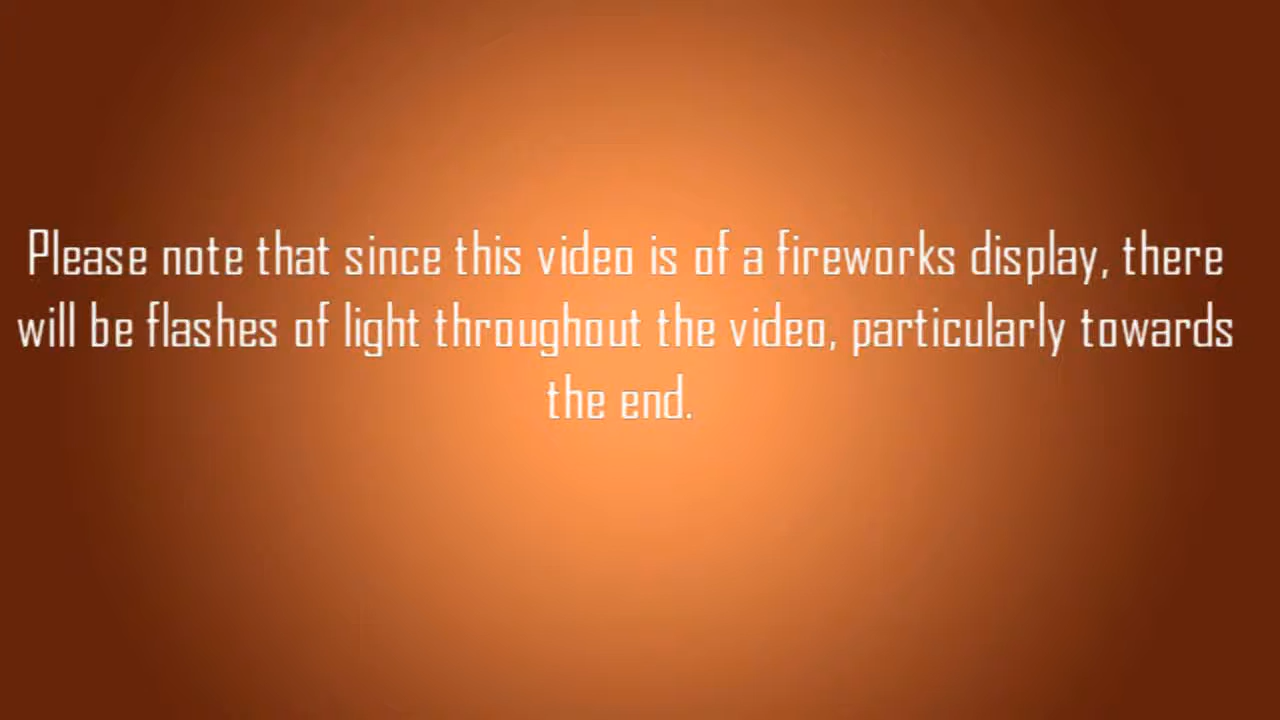 Please note that since this video is of a fireworks display, there
will be flashes of light throughout the video, particularly towards
the end.